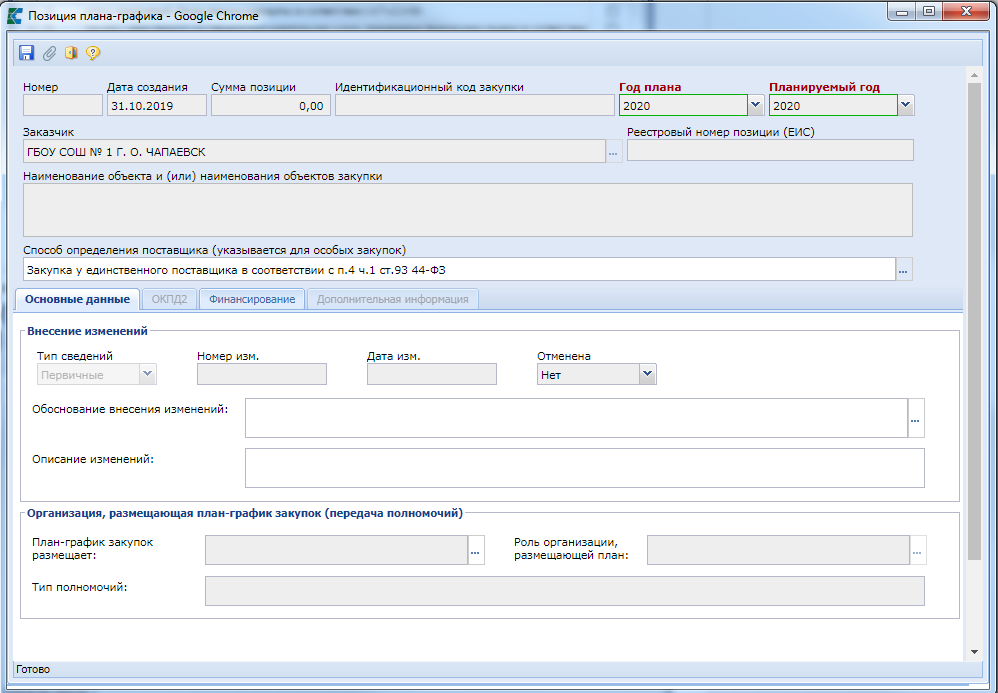 Позиция плана-графика - Google Chrome
Номер Дата создания Сумма позиции Идентификационный код закупки Год плана Планируемый год
31.10.2019 0,00 2020 2020
Заказчик Реестровый номер позиции (ЕИС)
ГБОУ СОШ № 1 Г. О. ЧАПАЕВСК ...
Наименование объекта и (или) наименования объектов закупки
Способ определения поставщика (указывается для особых закупок)
Закупка у единственного поставщика в соответствии с п.4 ч.1 ст.93 44-ФЗ ...
Основные данные ОКПД2 Финансирование Дополнительная информация
Внесение изменений
Тип сведений Номер изм. Дата изм. Отменена
Первичные Нет
Обоснование внесения изменений: ...
Описание изменений:
Организация, размещающая план-график закупок (передача полномочий)
План-график закупок размещает: ... Роль организации, размещающей план: ...
Тип полномочий:
Готово